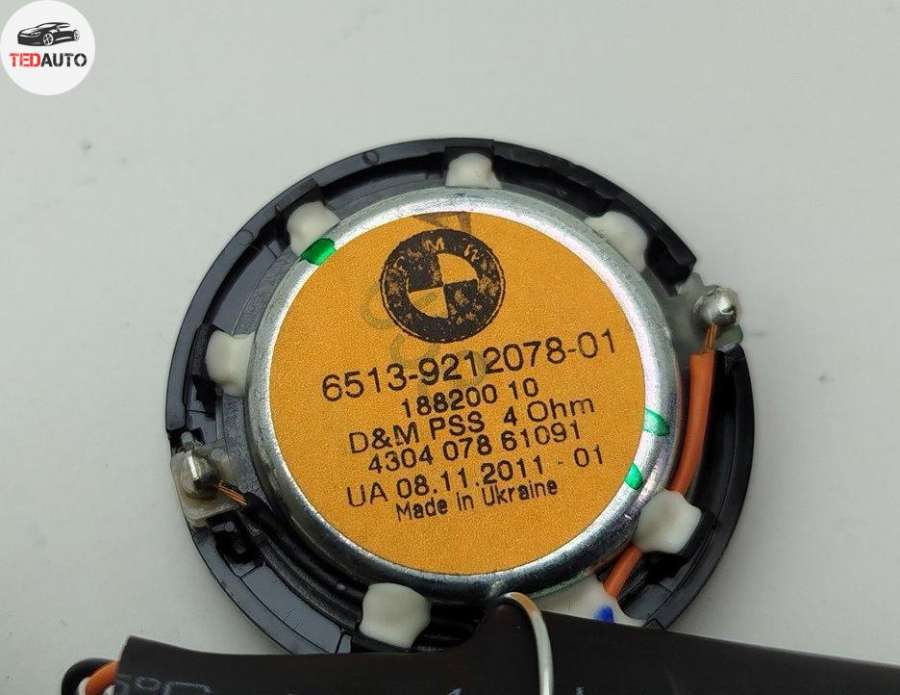 TEDAUTO
BMW
6513-9212078-01
188200 10
D&M PSS 4 Ohm
4304 078 61091
UA 08.11.2011 - 01
Made in Ukraine